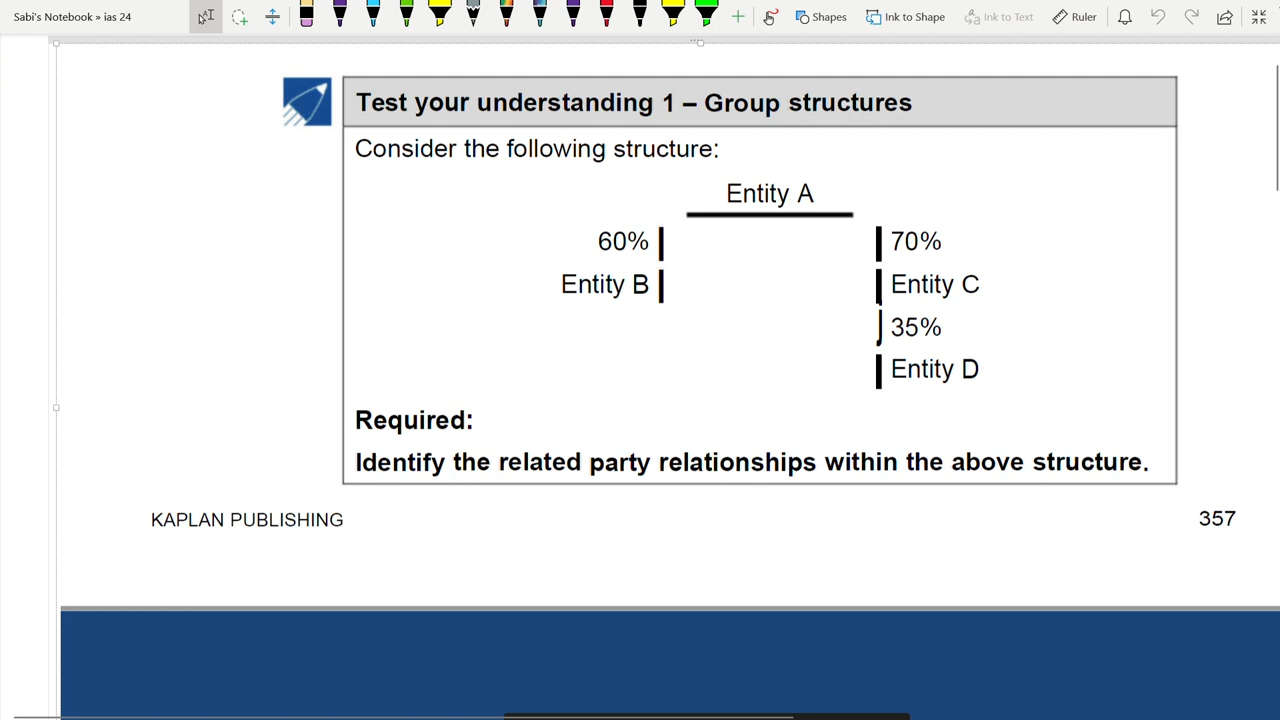 Sabi's Notebook » ias 24
Shapes
Ink to Shape
Ink to Text
Ruler
Test your understanding 1 – Group structures
Consider the following structure:
Entity A
60% 70%
Entity B Entity C
35%
Entity D
Required:
Identify the related party relationships within the above structure.
KAPLAN PUBLISHING 357